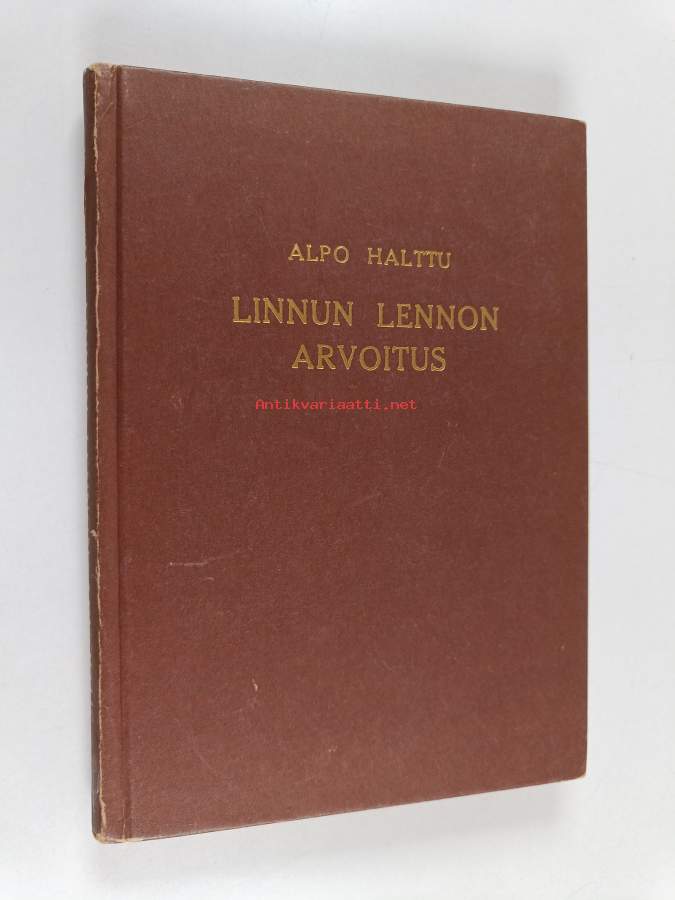 ALPO HALTTU
LINNUN LENNON
ARVOITUS
Antikvariaatti.net